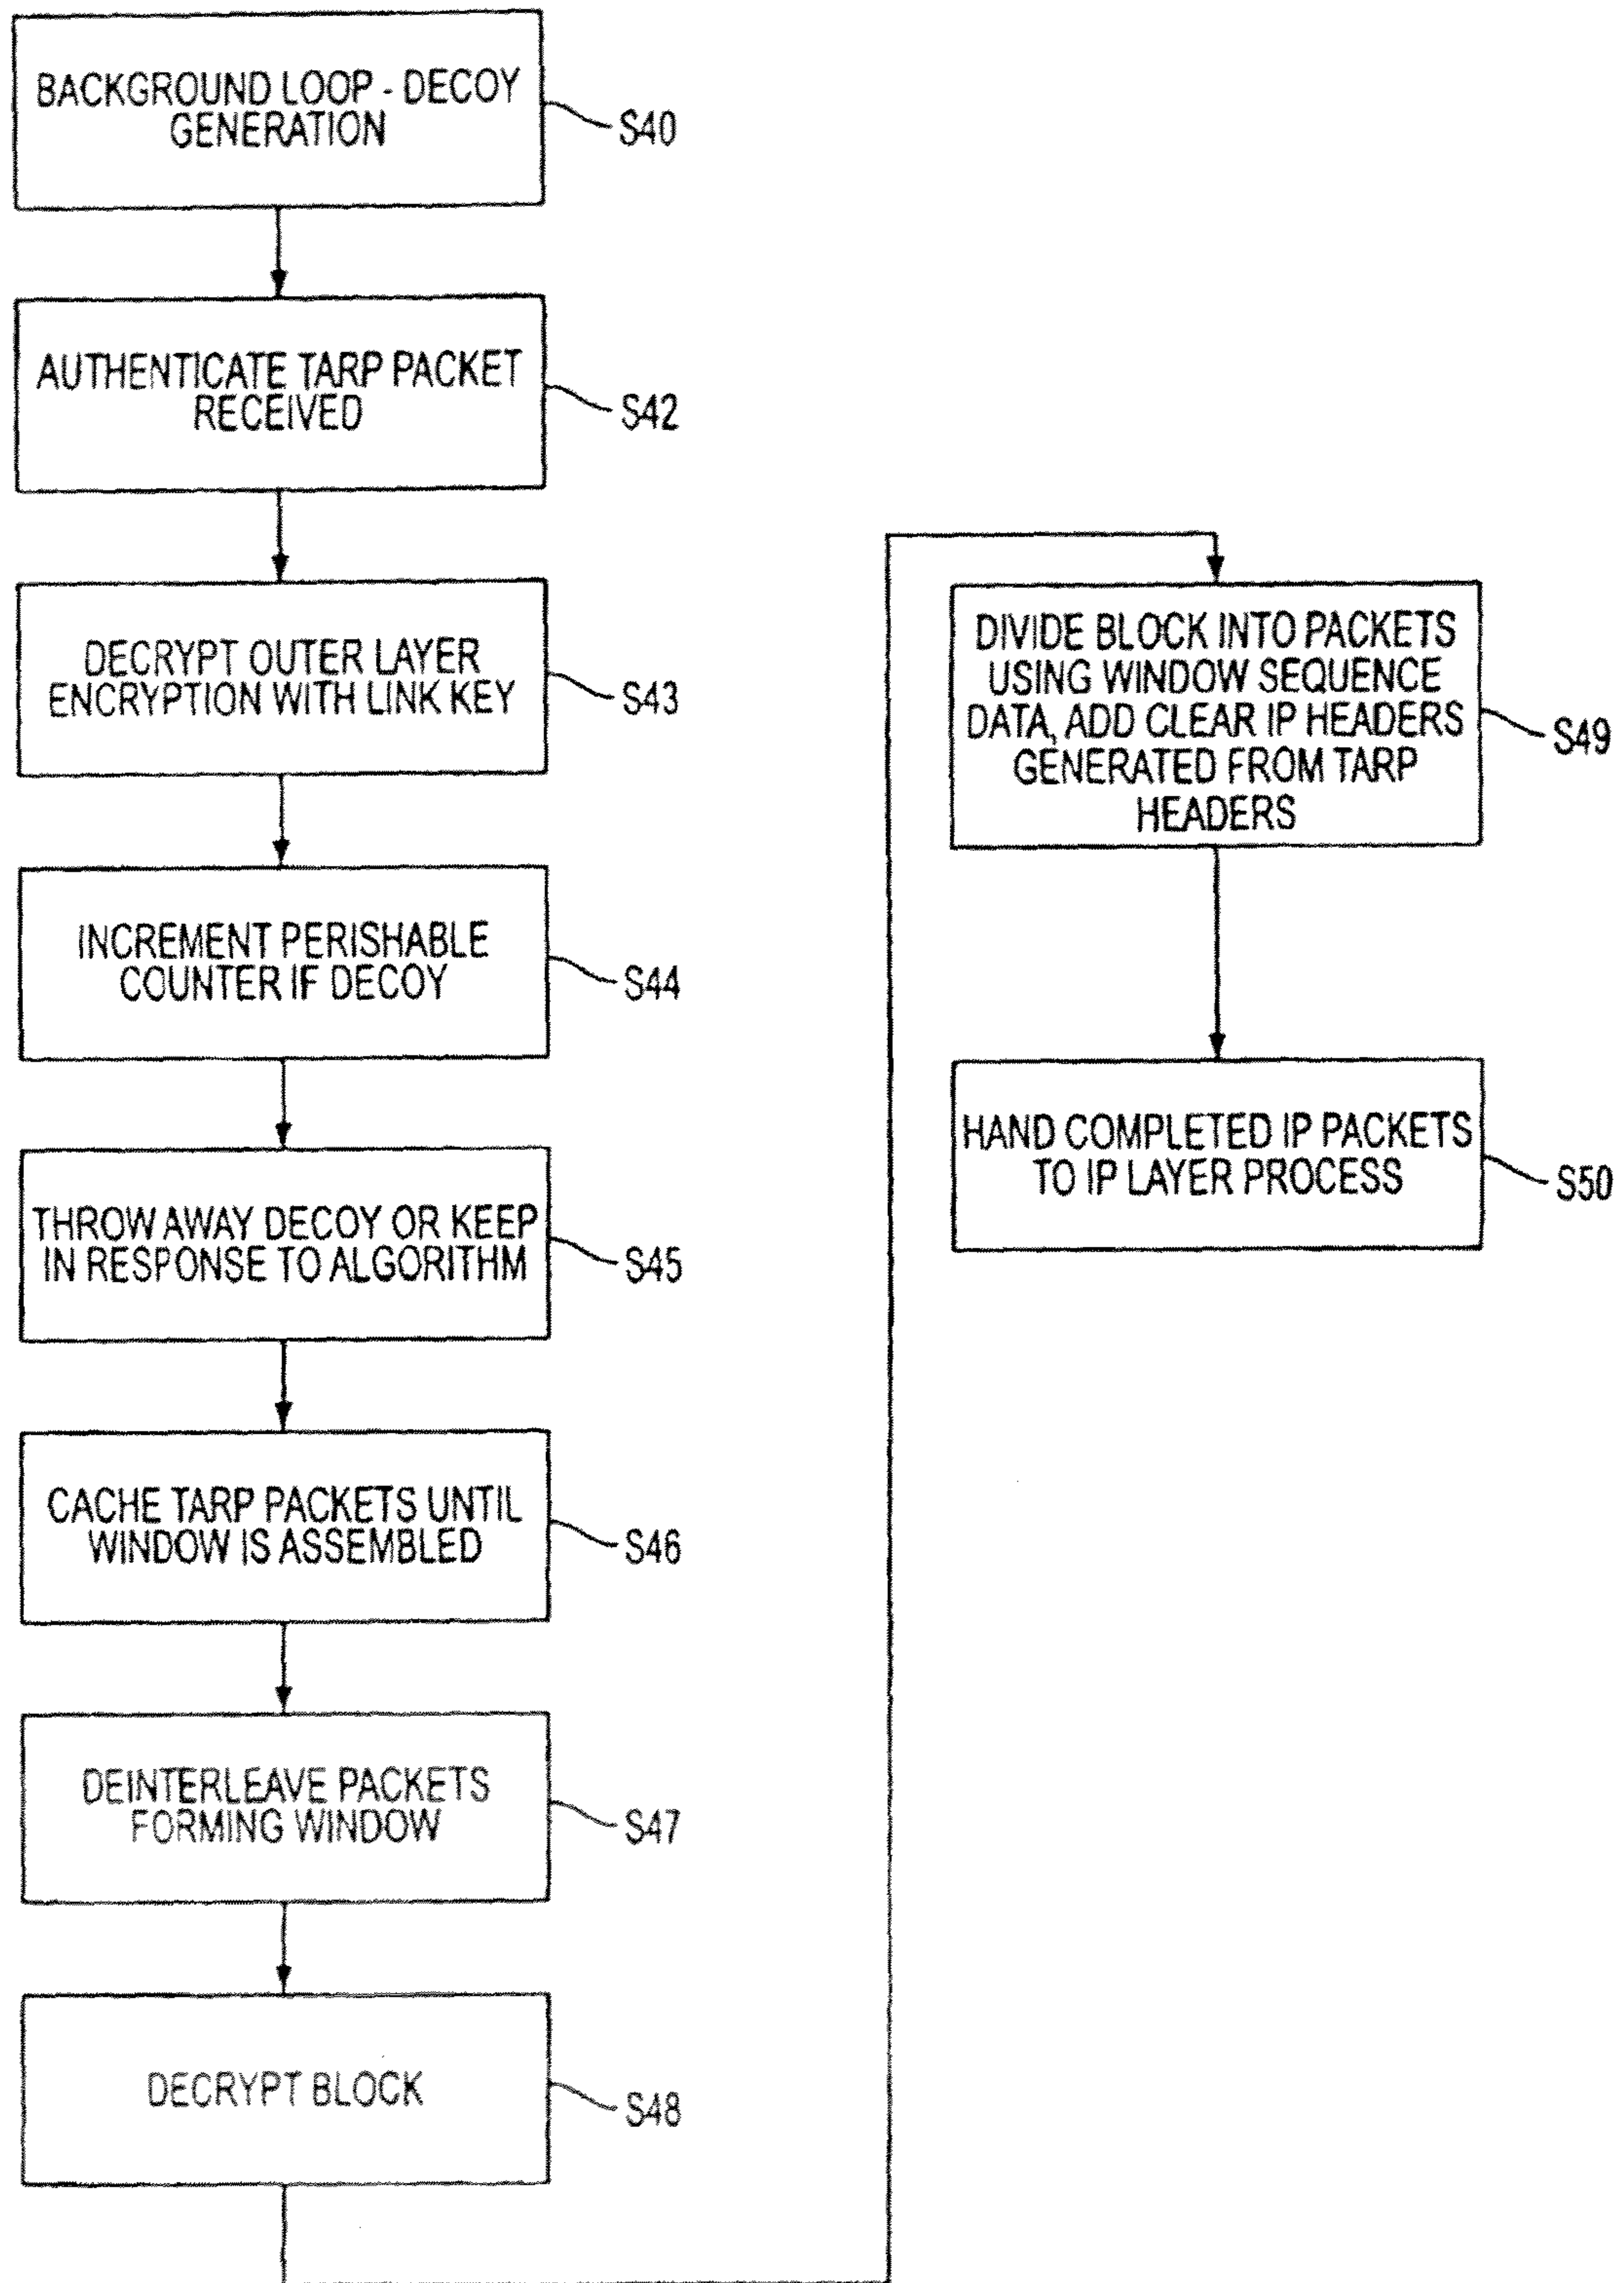 BACKGROUND LOOP - DECOY
GENERATION
S40
AUTHENTICATE TARP PACKET
RECEIVED
S42
DECRYPT OUTER LAYER
ENCRYPTION WITH LINK KEY
S43
INCREMENT PERISHABLE
COUNTER IF DECOY
S44
THROW AWAY DECOY OR KEEP
IN RESPONSE TO ALGORITHM
S45
CACHE TARP PACKETS UNTIL
WINDOW IS ASSEMBLED
S46
DEINTERLEAVE PACKETS
FORMING WINDOW
S47
DECRYPT BLOCK
S48
DIVIDE BLOCK INTO PACKETS
USING WINDOW SEQUENCE
DATA, ADD CLEAR IP HEADERS
GENERATED FROM TARP
HEADERS
S49
HAND COMPLETED IP PACKETS
TO IP LAYER PROCESS
S50